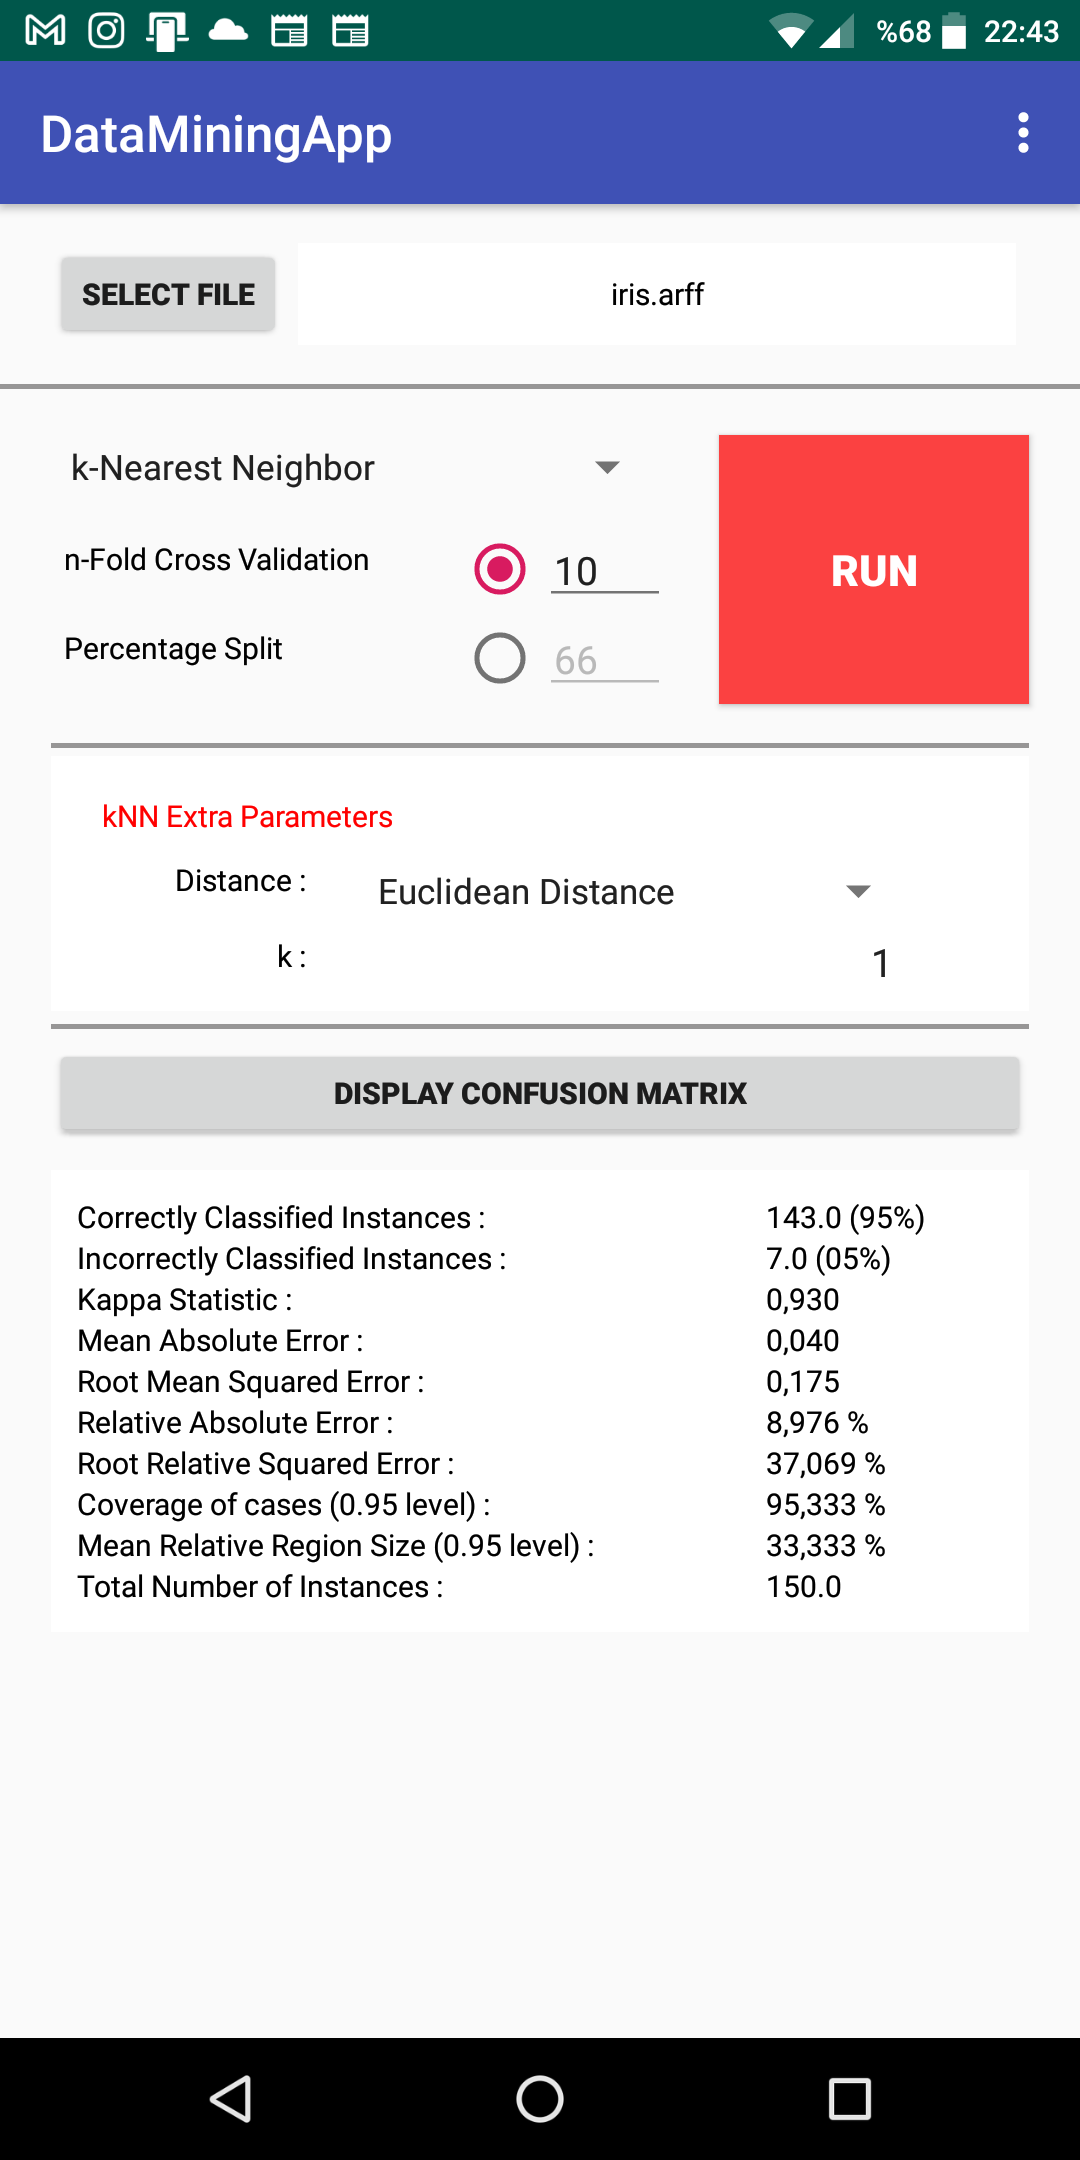 %68 22:43
DataMiningApp
SELECT FILE iris.arff
k-Nearest Neighbor
n-Fold Cross Validation 10
RUN
Percentage Split 66
kNN Extra Parameters
Distance : Euclidean Distance
k : 1
DISPLAY CONFUSION MATRIX
Correctly Classified Instances : 143.0 (95%)
Incorrectly Classified Instances : 7.0 (05%)
Kappa Statistic : 0,930
Mean Absolute Error : 0,040
Root Mean Squared Error : 0,175
Relative Absolute Error : 8,976 %
Root Relative Squared Error : 37,069 %
Coverage of cases (0.95 level) : 95,333 %
Mean Relative Region Size (0.95 level) : 33,333 %
Total Number of Instances : 150.0